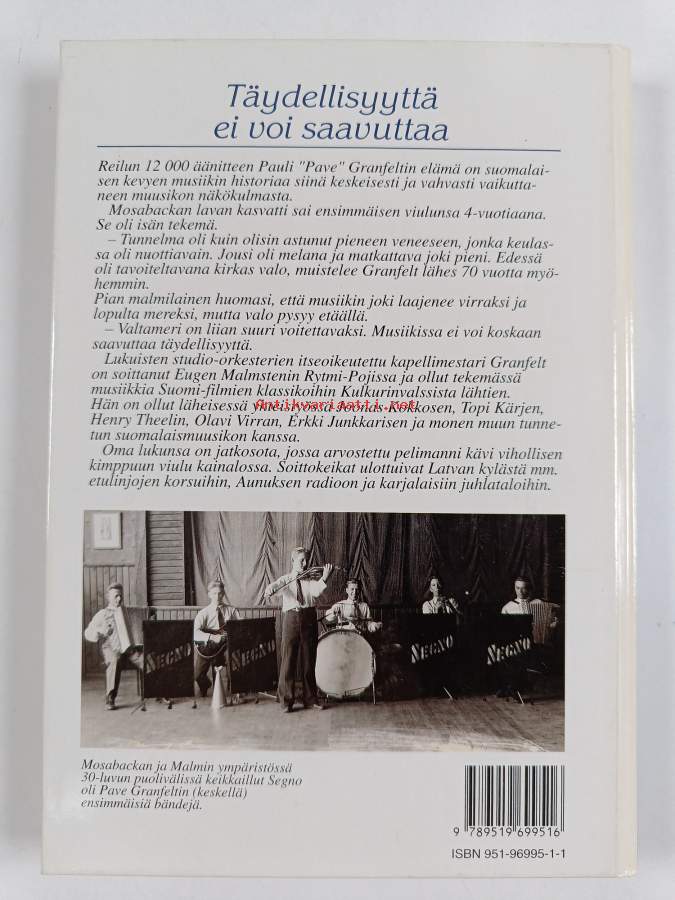 Täydellisyyttä
ei voi saavuttaa
Reilun 12 000 äänitteen Pauli "Pave" Granfeltin elämä on suomalai-
sen kevyen musiikin historiaa siinä keskeisesti ja vahvasti vaikutta-
neen muusikon näkökulmasta.
Mosabackan lavan kasvatti sai ensimmäisen viulunsa 4-vuotiaana.
Se oli isän tekemä.
– Tunnelma oli kuin olisin astunut pieneen veneeseen, jonka keulas-
sa oli nuottiavain. Jousi oli melana ja matkattava joki pieni. Edessä
oli tavoiteltavana kirkas valo, muistelee Granfelt lähes 70 vuotta myö-
hemmin.
Pian malmilainen huomasi, että musiikin joki laajenee virraksi ja
lopulta mereksi, mutta valo pysyy etäällä.
– Valtameri on liian suuri voitettavaksi. Musiikissa ei voi koskaan
saavuttaa täydellisyyttä.
Lukuisten studio-orkesterien itseoikeutettu kapellimestari Granfelt
on soittanut Eugen Malmstenin Rytmi-Pojissa ja ollut tekemässä
musiikkia Suomi-filmien klassikoihin Kulkurinvalssista lähtien.
antikvariaatti.net
Hän on ollut läheisessä yhteistyössä Joonas Kokkosen, Topi Kärjen,
Henry Theelin, Olavi Virran, Erkki Junkkarisen ja monen muun tunne-
tun suomalaismuusikon kanssa.
Oma lukunsa on jatkosota, jossa arvostettu pelimanni kävi vihollisen
kimppuun viulu kainalossa. Soittokeikat ulottuivat Latvan kylästä mm.
etulinjojen korsuihin, Aunuksen radioon ja karjalaisiin juhlataloihin.
SEGNO
SEGNO
SEGNO
SEGNO
Mosabackan ja Malmin ympäristössä
30-luvun puolivälissä keikkaillut Segno
oli Pave Granfeltin (keskellä)
ensimmäisiä bändejä.
9 789519 699516
ISBN 951-96995-1-1